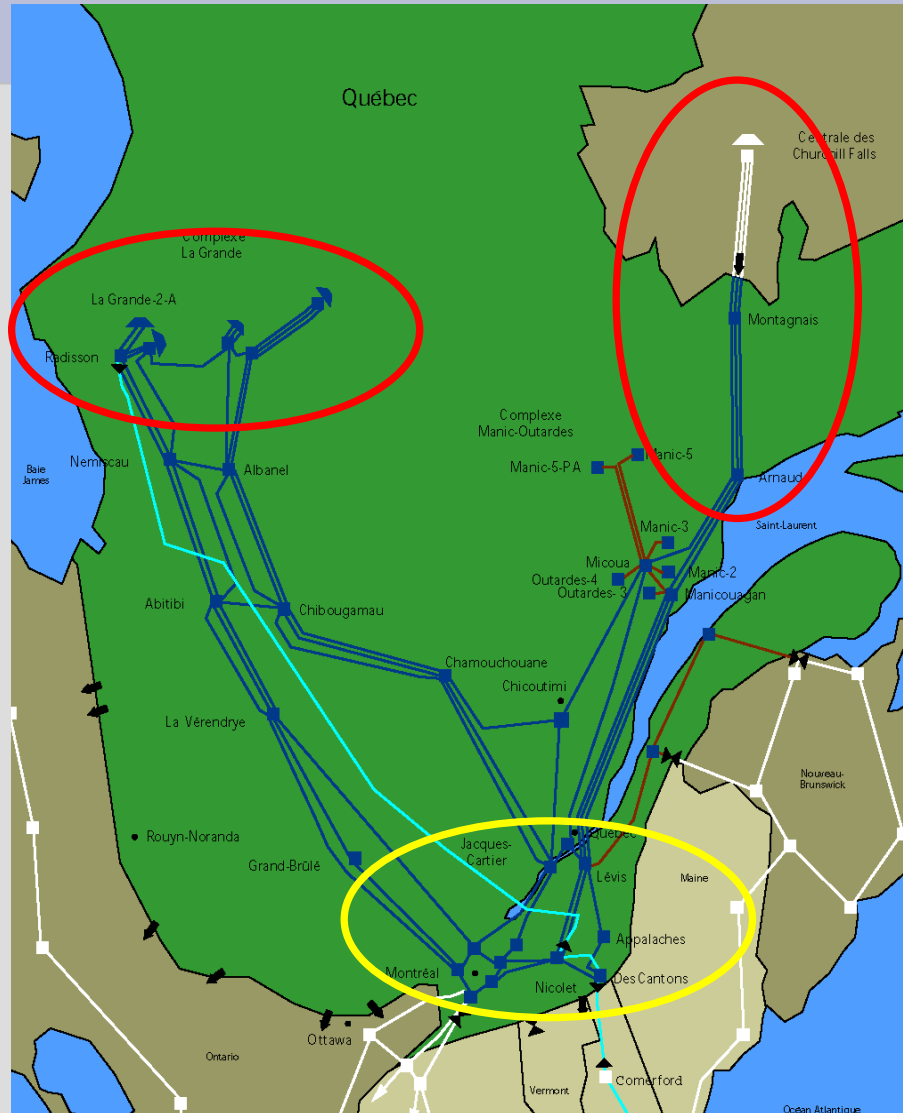 Québec
Centrale des
Churchill Falls
Complexe
La Grande
La Grande-2-A
Radisson
Montagnais
Complexe
Manic-Outardes
Manic-5
Manic-5-PA
Nemiscau
Albanel
Baie
James
Arnaud
Saint-Laurent
Manic-3
Micoua
Manic-2
Outardes-4
Outardes- 3
Manicouagan
Abitibi
Chibougamau
Chamouchouane
Chicoutimi
La Vérendrye
Nouveau-
Brunswick
Rouyn-Noranda
Québec
Jacques-
Cartier
Grand-Brûlé
Lévis
Maine
Appalaches
Montréal
Nicolet
Des Cantons
Ottawa
Ontario
Vermont
Comerford
Océan Atlantique